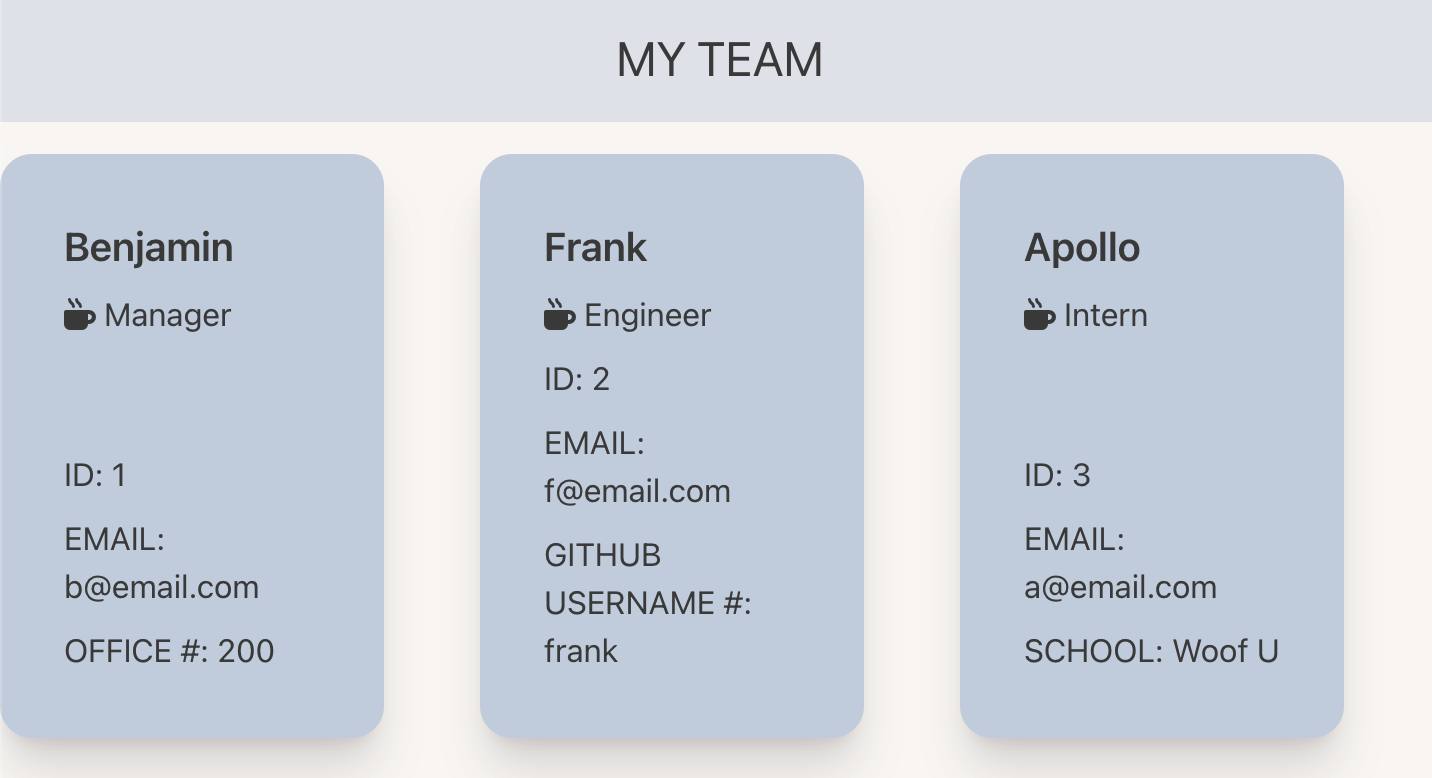 MY TEAM
Benjamin
Manager
ID: 1
EMAIL:
b@email.com
OFFICE #: 200
Frank
Engineer
ID: 2
EMAIL:
f@email.com
GITHUB
USERNAME #:
frank
Apollo
Intern
ID: 3
EMAIL:
a@email.com
SCHOOL: Woof U